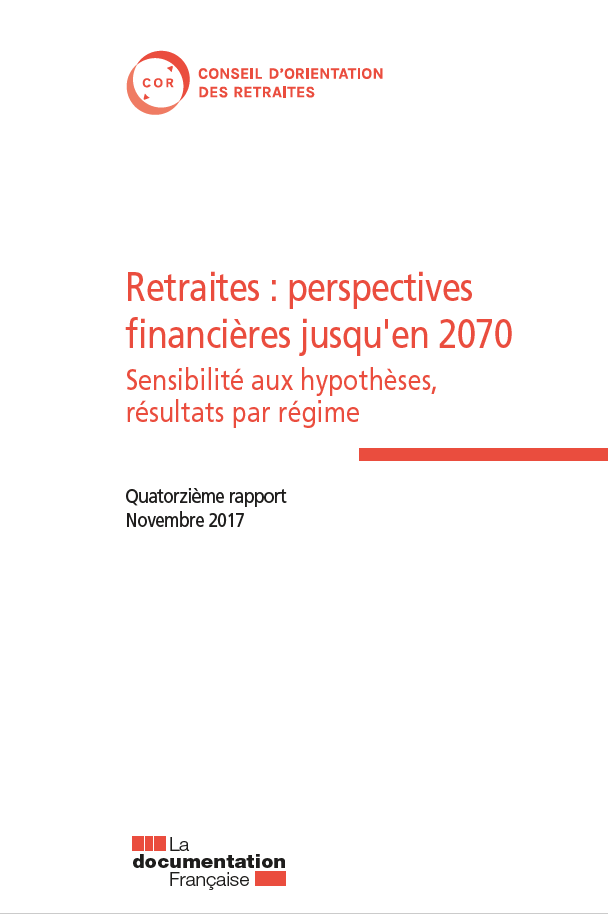 COR
CONSEIL D'ORIENTATION
DES RETRAITES
Retraites : perspectives
financières jusqu'en 2070
Sensibilité aux hypothèses,
résultats par régime
Quatorzième rapport
Novembre 2017
La
documentation
Française